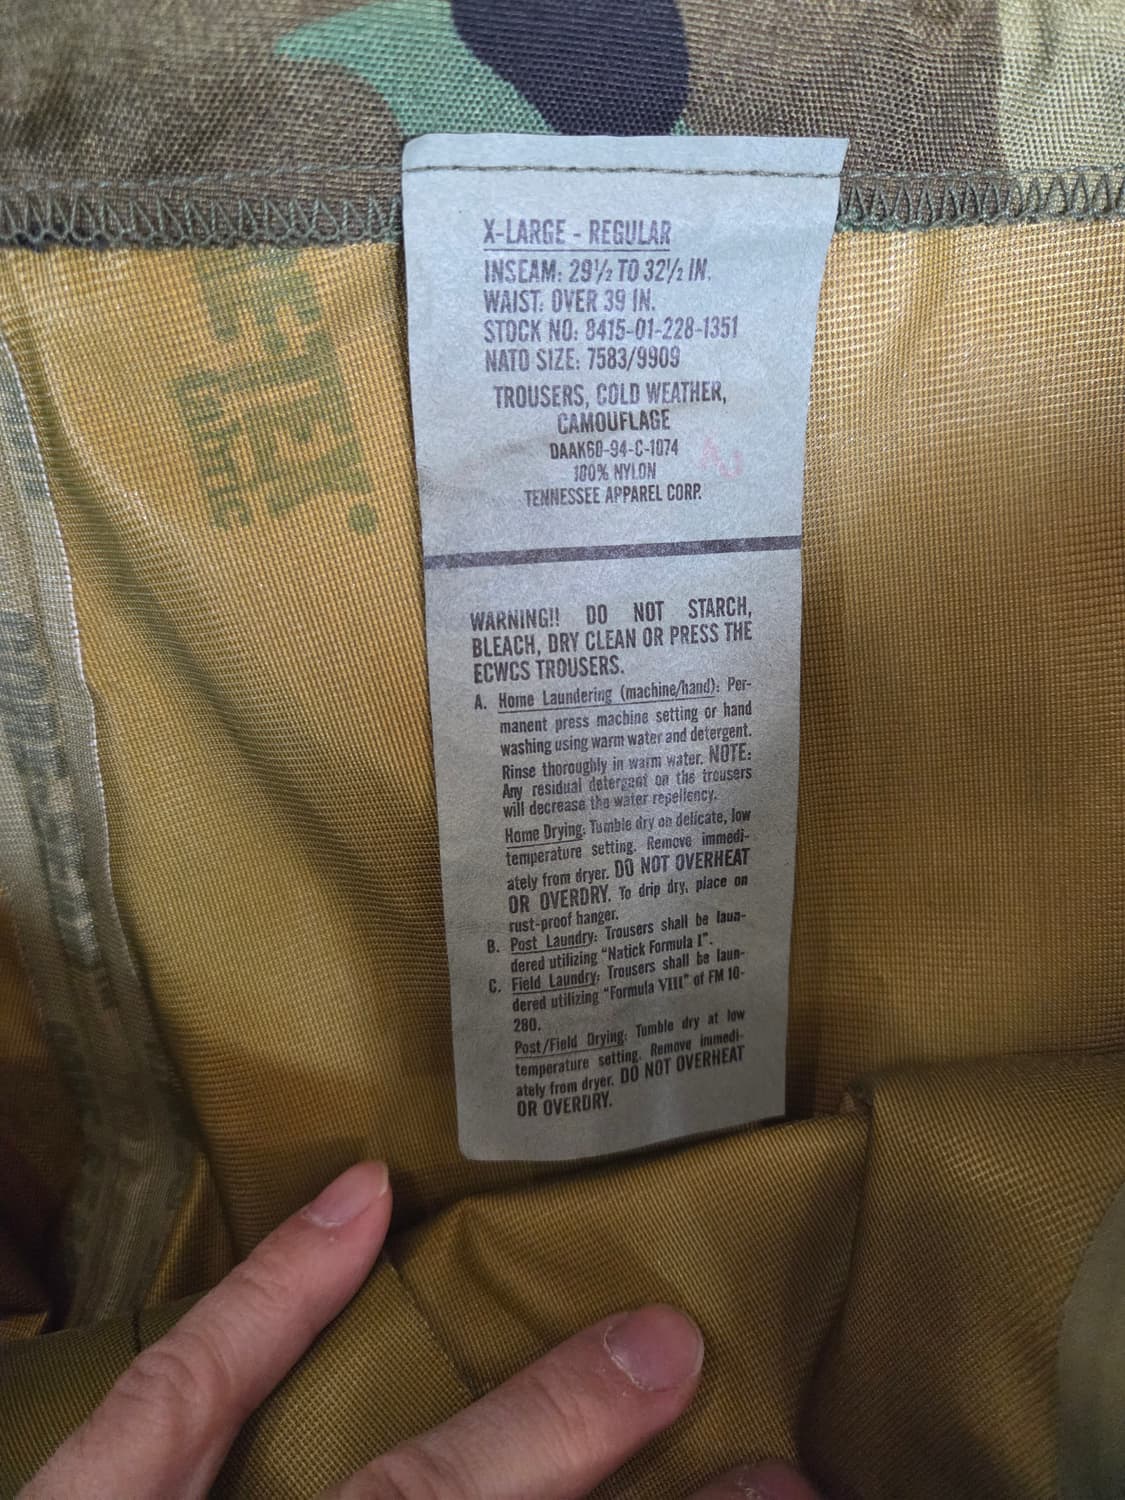 X-LARGE - REGULAR
INSEAM: 29½ TO 32½ IN.
WAIST: OVER 39 IN.
STOCK NO: 8415-01-228-1351
NATO SIZE: 7583/9909
TROUSERS, COLD WEATHER,
CAMOUFLAGE
DAAK60-94-C-1074
100% NYLON
TENNESSEE APPAREL CORP.
AJ
WARNING!! DO NOT STARCH,
BLEACH, DRY CLEAN OR PRESS THE
ECWCS TROUSERS.
A. Home Laundering (machine/hand): Per-
manent press machine setting or hand
washing using warm water and detergent.
Rinse thoroughly in warm water. NOTE:
Any residual detergent on the trousers
will decrease the water repellency.
Home Drying: Tumble dry on delicate, low
temperature setting. Remove immedi-
ately from dryer. DO NOT OVERHEAT
OR OVERDRY. To drip dry, place on
rust-proof hanger.
B. Post Laundry: Trousers shall be laun-
dered utilizing "Natick Formula I".
C. Field Laundry: Trousers shall be laun-
dered utilizing "Formula VIII" of FM 10-
280.
Post/Field Drying: Tumble dry at low
temperature setting. Remove immedi-
ately from dryer. DO NOT OVERHEAT
OR OVERDRY.